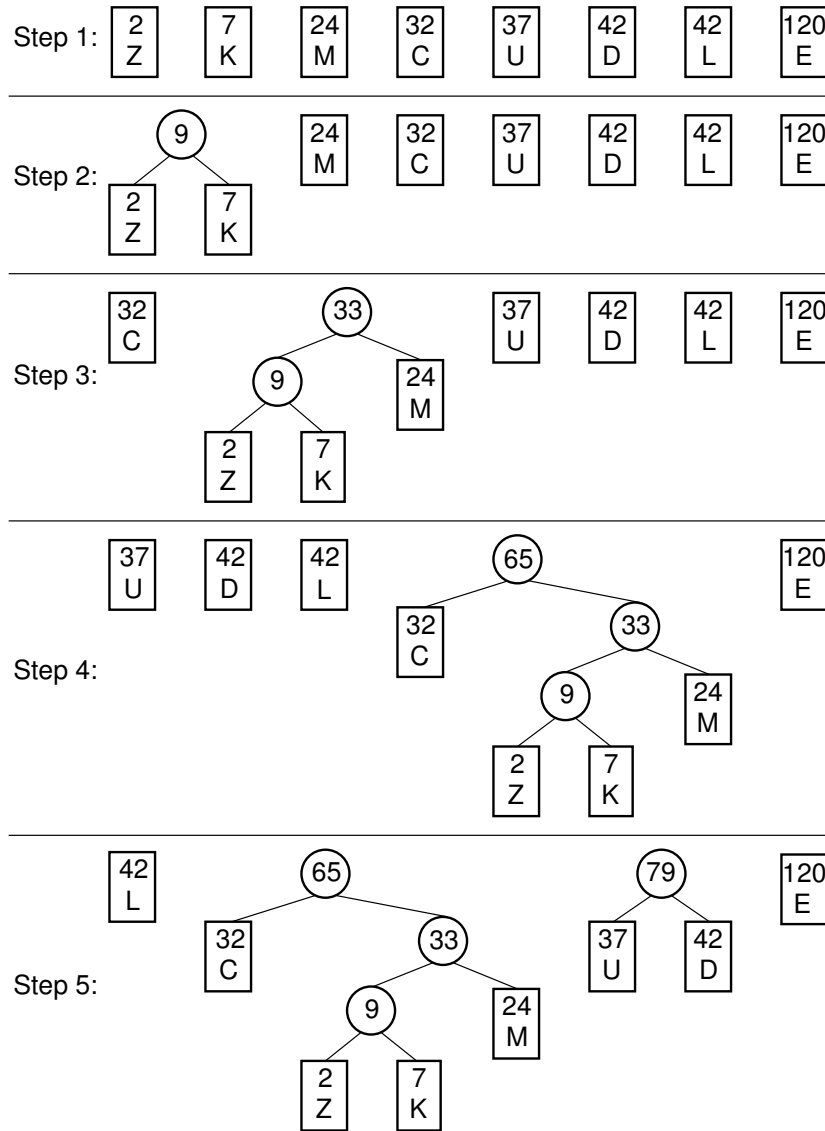 Step 1: 2 7 24 32 37 42 42 120
Z K M C U D L E
9 24 32 37 42 42 120
M C U D L E
Step 2:
2 7
Z K
32 33 37 42 42 120
C U D L E
Step 3:
9 24
M
2 7
Z K
37 42 42 65 120
U D L E
32 33
C
Step 4:
9 24
M
2 7
Z K
42 65 79 120
L E
32 33 37 42
C U D
Step 5:
9 24
M
2 7
Z K